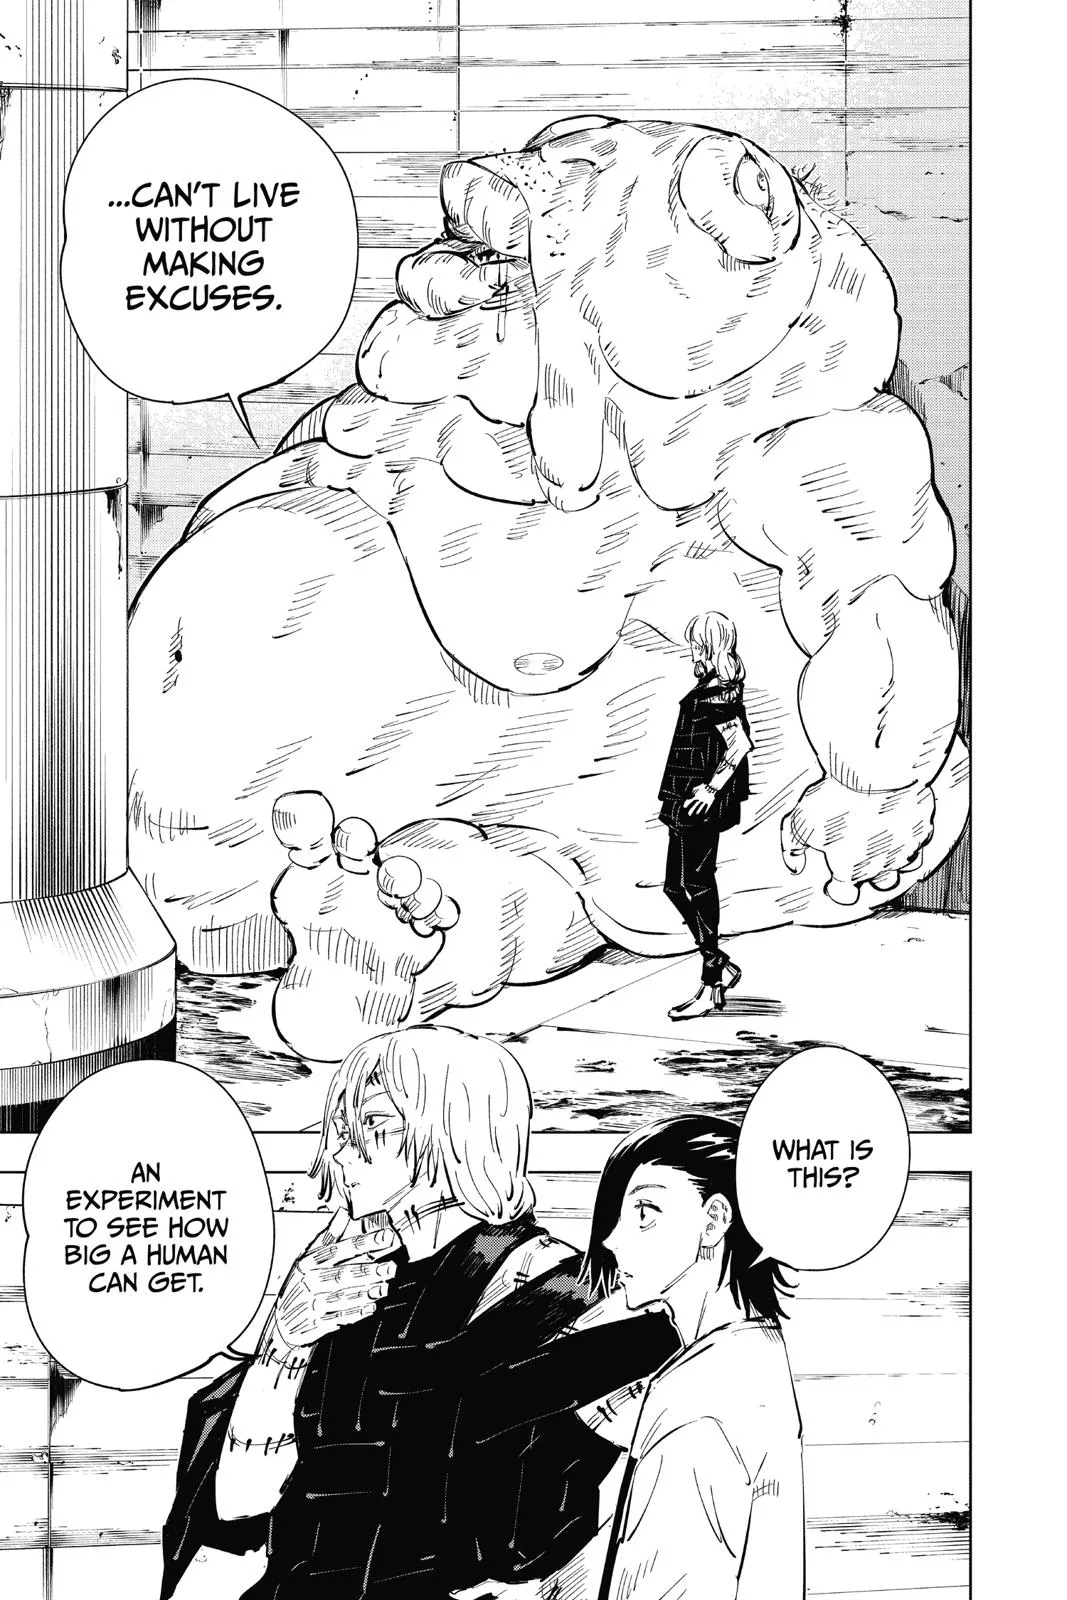 ...CAN'T LIVE
WITHOUT
MAKING
EXCUSES.
WHAT IS
THIS?
AN
EXPERIMENT
TO SEE HOW
BIG A HUMAN
CAN GET.